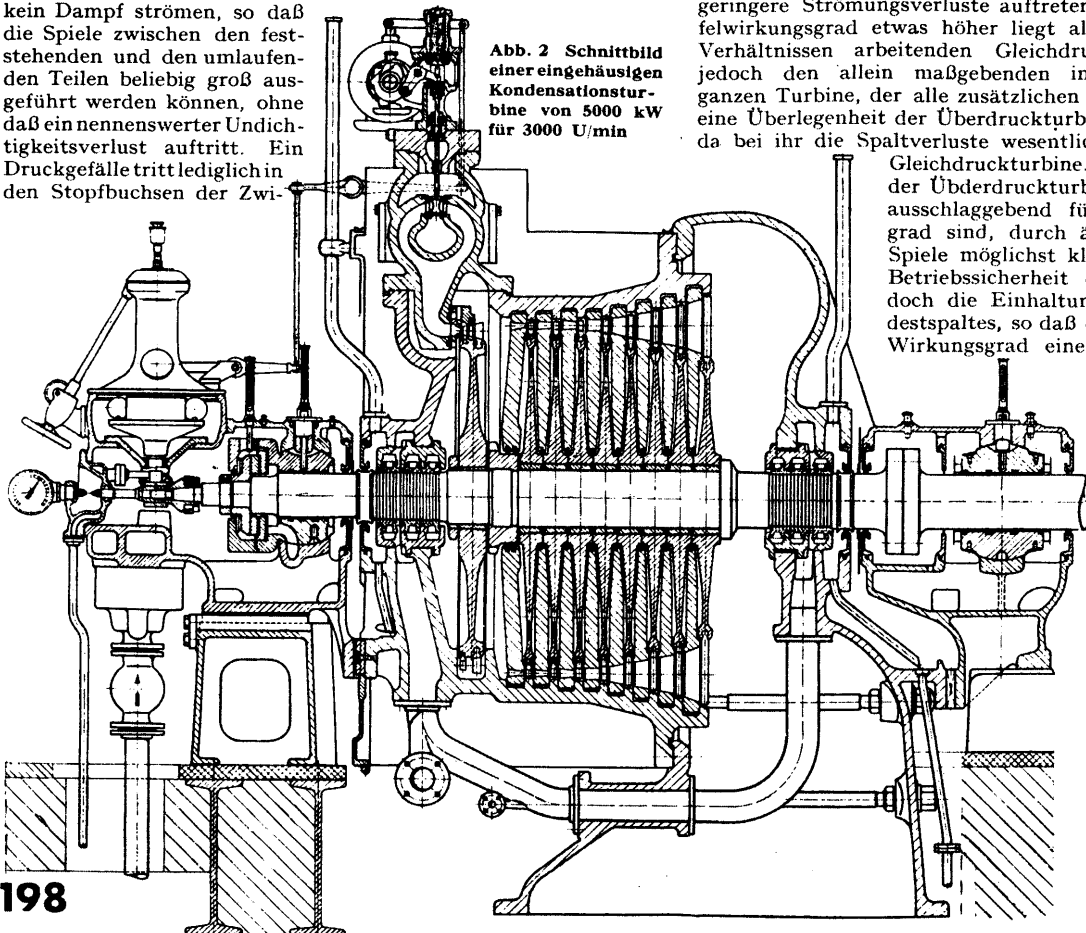 kein Dampf strömen, so daß
die Spiele zwischen den fest-
stehenden und den umlaufen-
den Teilen beliebig groß aus-
geführt werden können, ohne
daß ein nennenswerter Undich-
tigkeitsverlust auftritt. Ein
Druckgefälle tritt lediglich in
den Stopfbuchsen der Zwi-
Abb. 2 Schnittbild
einer eingehäusigen
Kondensationstur-
bine von 5000 kW
für 3000 U/min
geringere Strömungsverluste auftreten
felwirkungsgrad etwas höher liegt al
Verhältnissen arbeitenden Gleichdru
jedoch den allein maßgebenden in
ganzen Turbine, der alle zusätzlichen
eine Überlegenheit der Überdruckturb
da bei ihr die Spaltverluste wesentlic
Gleichdruckturbine.
der Übderdruckturb
ausschlaggebend fü
grad sind, durch ä
Spiele möglichst kl
Betriebssicherheit
doch die Einhaltun
destspaltes, so daß
Wirkungsgrad eine
198